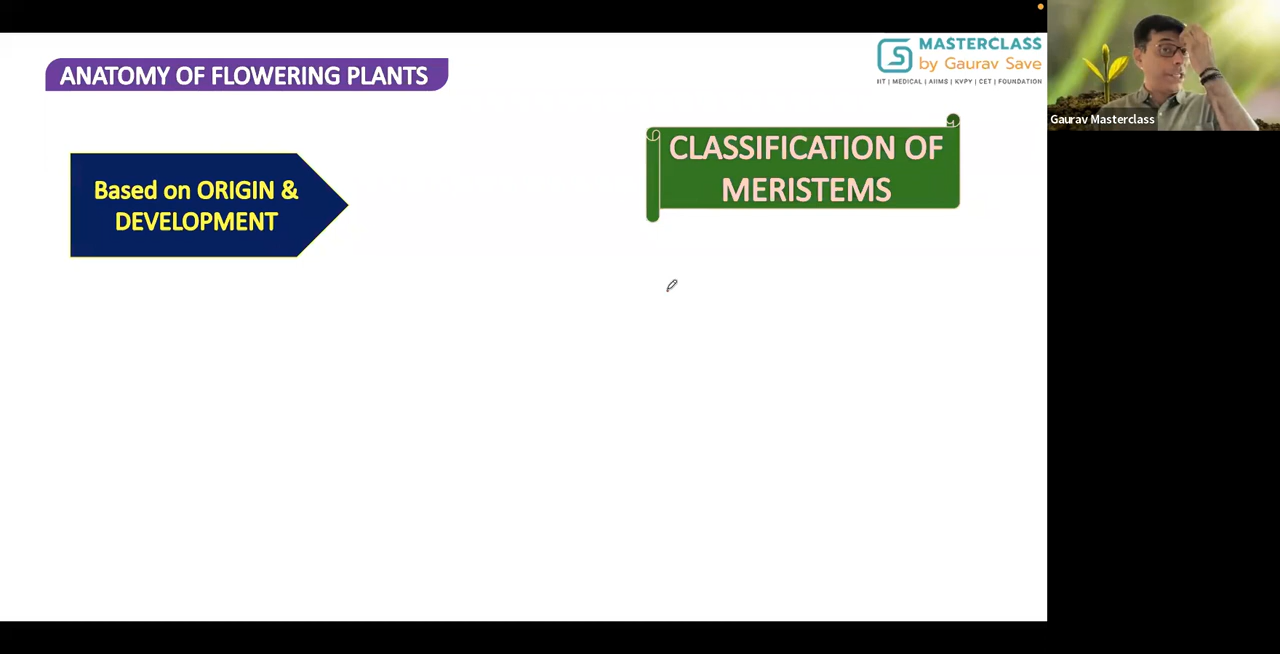 ANATOMY OF FLOWERING PLANTS
MASTERCLASS
by Gaurav Save
IIT | MEDICAL | AIIMS | KVPY | CET | FOUNDATION
Gaurav Masterclass
CLASSIFICATION OF
MERISTEMS
Based on ORIGIN &
DEVELOPMENT